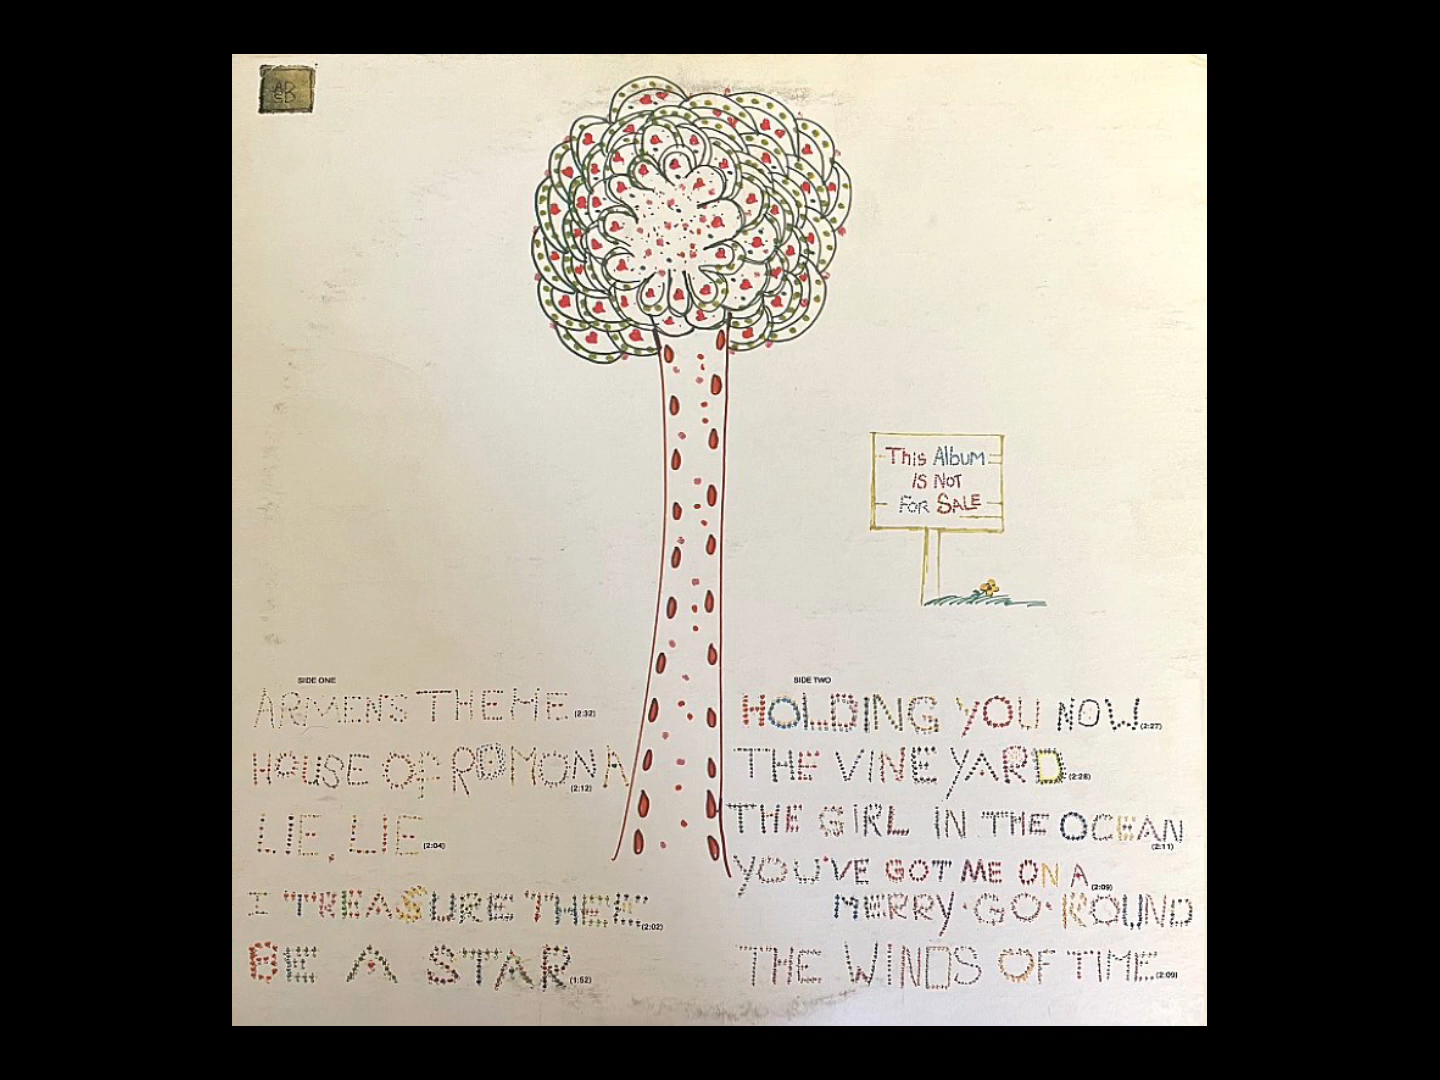 This Album
IS NOT
FOR SALE
SIDE ONE
ARMENS THEME (2:32)
HOUSE OF ROMONA (2:12)
LIE, LIE (2:04)
I TREASURE THEE (2:02)
BE A STAR (1:52)
SIDE TWO
HOLDING YOU NOW (2:27)
THE VINEYARD (2:28)
THE GIRL IN THE OCEAN (2:11)
YOU'VE GOT ME ON A (2:09)
MERRY·GO·ROUND
THE WINDS OF TIME (2:09)